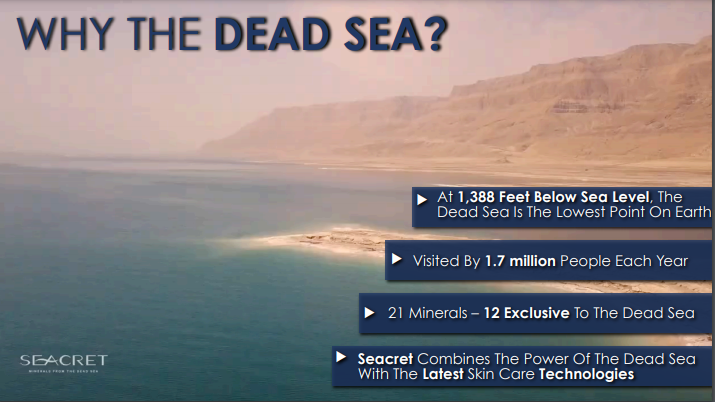 WHY THE DEAD SEA?
At 1,388 Feet Below Sea Level, The
Dead Sea Is The Lowest Point On Earth
Visited By 1.7 million People Each Year
21 Minerals – 12 Exclusive To The Dead Sea
Seacret Combines The Power Of The Dead Sea
With The Latest Skin Care Technologies
SEACRET
MINERALS FROM THE DEAD SEA